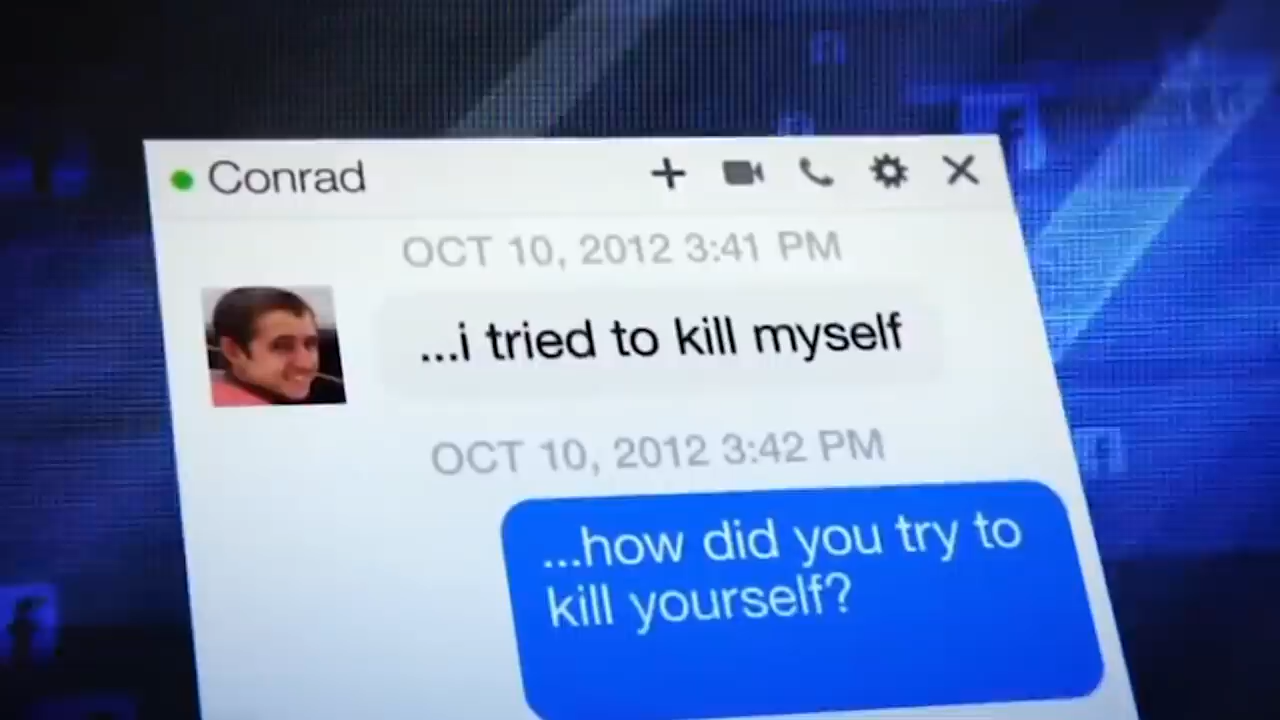 Conrad
OCT 10, 2012 3:41 PM
...i tried to kill myself
OCT 10, 2012 3:42 PM
...how did you try to
kill yourself?